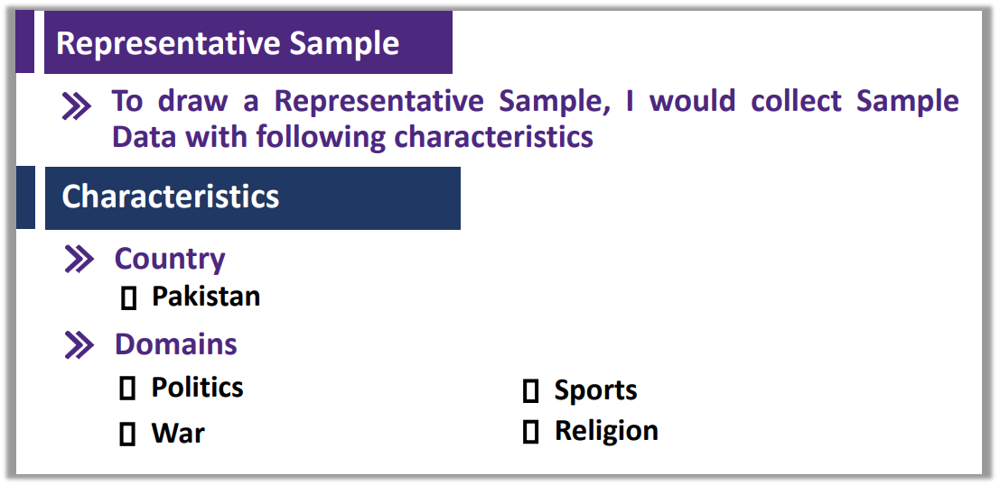 Representative Sample
To draw a Representative Sample, I would collect Sample
Data with following characteristics
Characteristics
Country
Pakistan
Domains
Politics
Sports
War
Religion